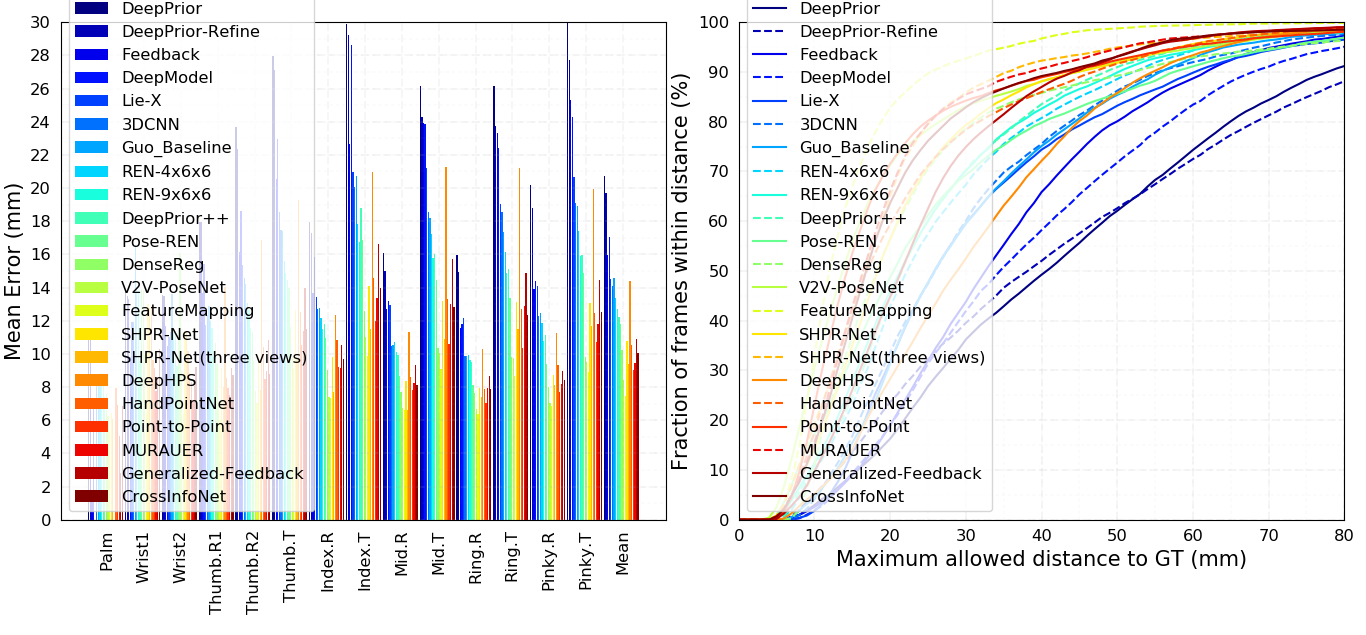 30
28
26
24
22
20
18
16
14
12
10
8
6
4
2
0
Mean Error (mm)
DeepPrior
DeepPrior-Refine
Feedback
DeepModel
Lie-X
3DCNN
Guo_Baseline
REN-4x6x6
REN-9x6x6
DeepPrior++
Pose-REN
DenseReg
V2V-PoseNet
FeatureMapping
SHPR-Net
SHPR-Net(three views)
DeepHPS
HandPointNet
Point-to-Point
MURAUER
Generalized-Feedback
CrossInfoNet
Palm
Wrist1
Wrist2
Thumb.R1
Thumb.R2
Thumb.T
Index.R
Index.T
Mid.R
Mid.T
Ring.R
Ring.T
Pinky.R
Pinky.T
Mean
100
90
80
70
60
50
40
30
20
10
0
Fraction of frames within distance (%)
DeepPrior
DeepPrior-Refine
Feedback
DeepModel
Lie-X
3DCNN
Guo_Baseline
REN-4x6x6
REN-9x6x6
DeepPrior++
Pose-REN
DenseReg
V2V-PoseNet
FeatureMapping
SHPR-Net
SHPR-Net(three views)
DeepHPS
HandPointNet
Point-to-Point
MURAUER
Generalized-Feedback
CrossInfoNet
0 10 20 30 40 50 60 70 80
Maximum allowed distance to GT (mm)